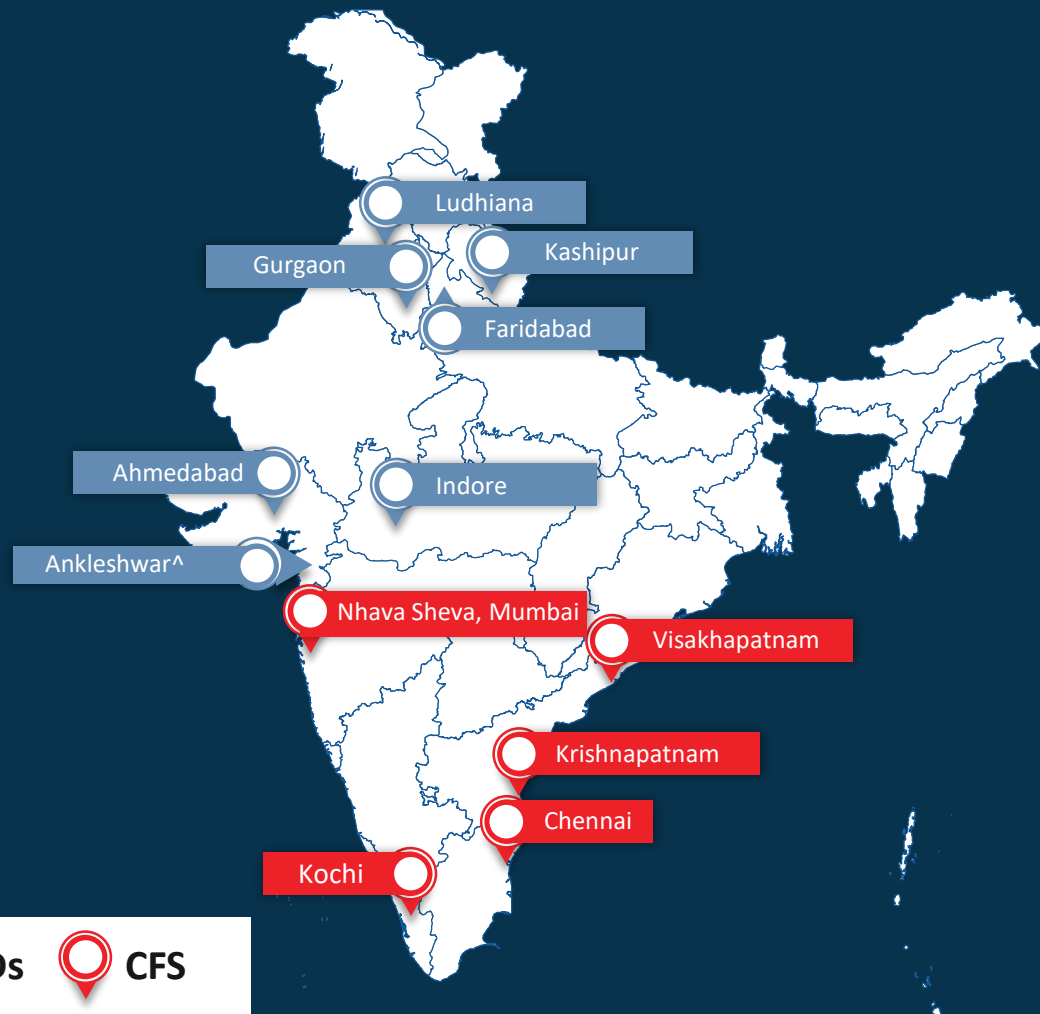 Ludhiana
Kashipur
Gurgaon
Faridabad
Ahmedabad
Indore
Ankleshwar^
Nhava Sheva, Mumbai
Visakhapatnam
Krishnapatnam
Chennai
Kochi
CFS